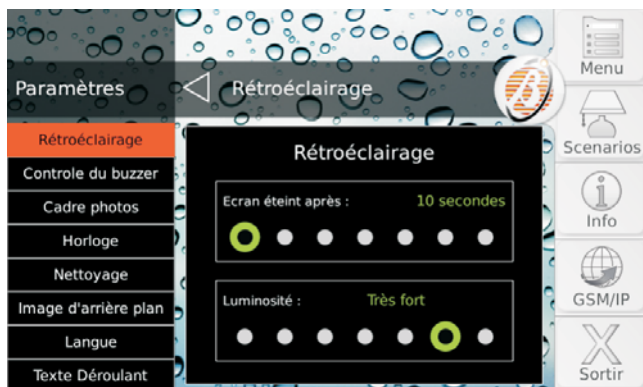 Paramètres
Rétroéclairage
Rétroéclairage
Controle du buzzer
Cadre photos
Horloge
Nettoyage
Image d'arrière plan
Langue
Texte Déroulant
Rétroéclairage
Ecran éteint après : 10 secondes
Luminosité : Très fort
Menu
Scenarios
Info
GSM/IP
Sortir